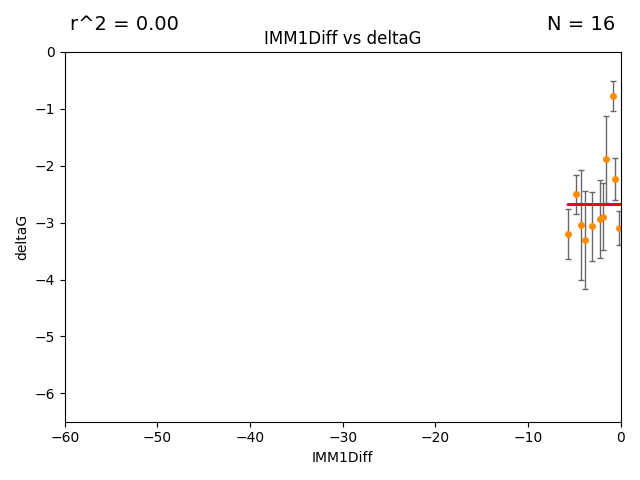 r^2 = 0.00
N = 16
IMM1Diff vs deltaG
0
−1
−2
−3
−4
−5
−6
deltaG
−60 −50 −40 −30 −20 −10 0
IMM1Diff